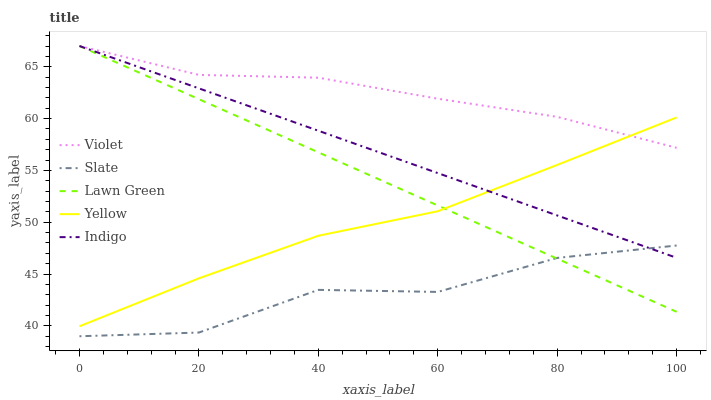 title
65
60
55
50
45
40
yaxis_label
Violet
Slate
Lawn Green
Yellow
Indigo
0 20 40 60 80 100
xaxis_label